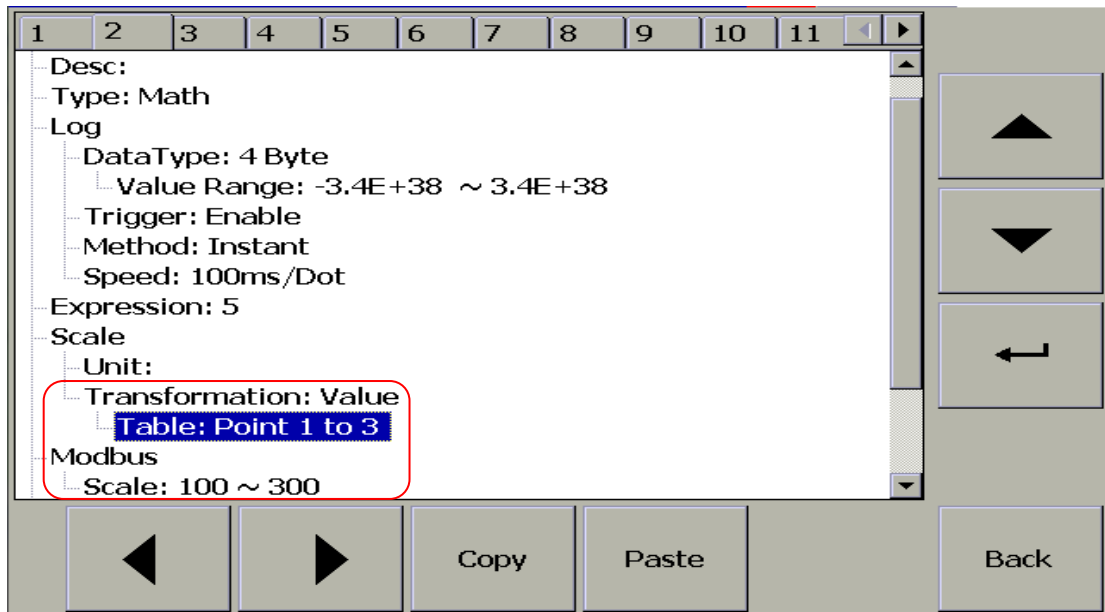 1 2 3 4 5 6 7 8 9 10 11
Desc:
Type: Math
Log
DataType: 4 Byte
Value Range: -3.4E+38 ~ 3.4E+38
Trigger: Enable
Method: Instant
Speed: 100ms/Dot
Expression: 5
Scale
Unit:
Transformation: Value
Table: Point 1 to 3
Modbus
Scale: 100 ~ 300
Copy Paste Back